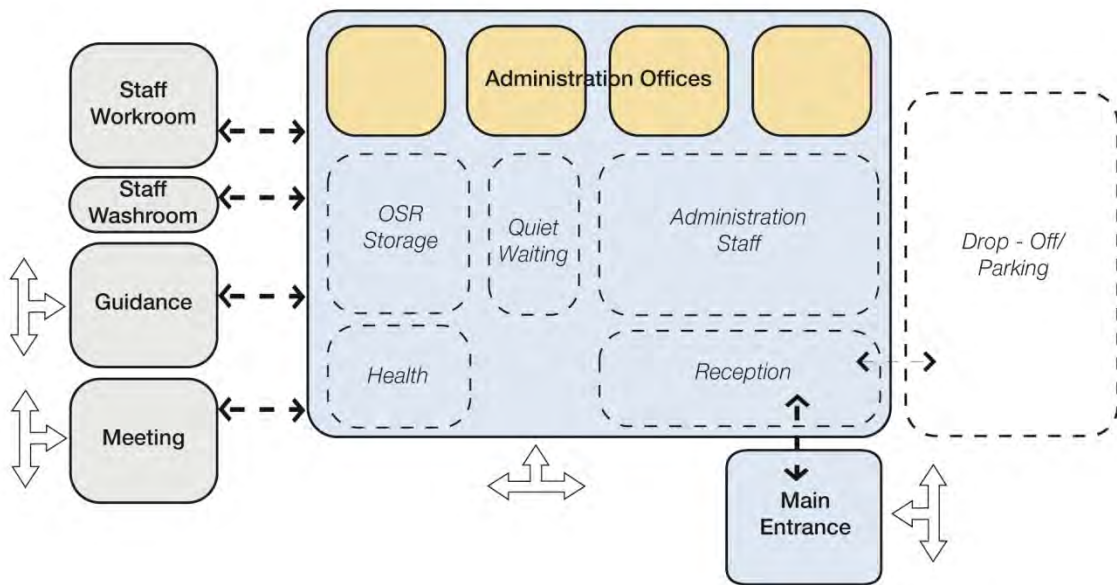 Administration Offices
Staff
Workroom
Staff
Washroom
OSR
Storage
Quiet
Waiting
Administration
Staff
Drop - Off/
Parking
Guidance
Health
Reception
Meeting
Main
Entrance